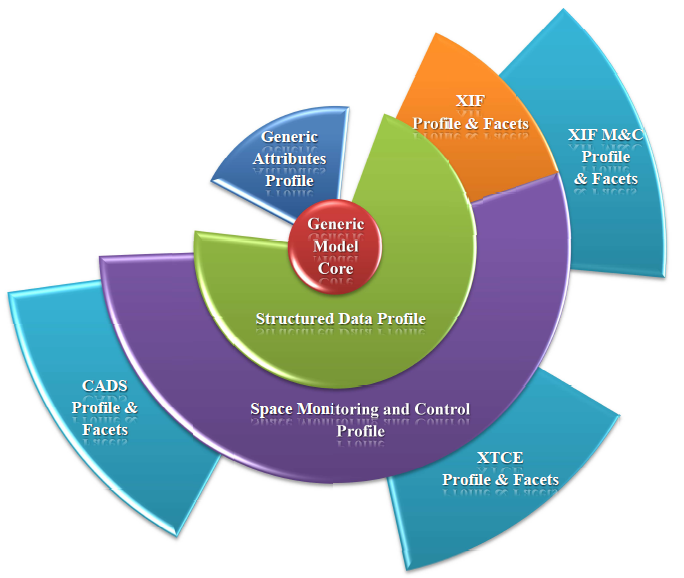 XIF
Profile & Facets
XIF M&C
Profile
& Facets
Generic
Attributes
Profile
Generic
Model
Core
Structured Data Profile
CADS
Profile &
Facets
Space Monitoring and Control
Profile
XTCE
Profile & Facets